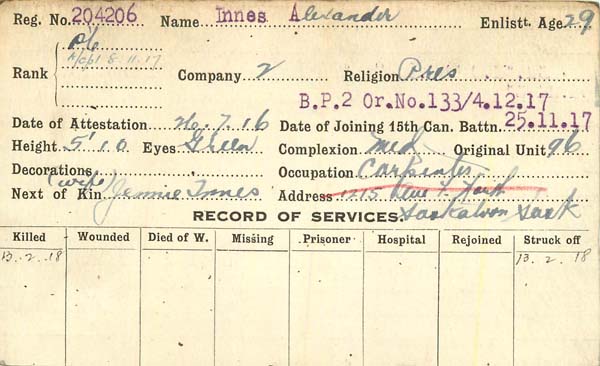 Reg. No. 204206 Name Innes Alexander Enlistt. Age 29
Pte
A/Cpl 8.11.17
Rank Company 2 Religion Pres
B.P.2 Or.No.133/4.12.17
Date of Attestation 26.7.16 Date of Joining 15th Can. Battn. 25.11.17
Height 5'10 Eyes Green Complexion med Original Unit 96
Decorations Occupation Carpenter
(wife)
Next of Kin Jennie Innes Address 1215 Ave F. North
RECORD OF SERVICES. Saskatoon Sask
Killed Wounded Died of W. Missing Prisoner Hospital Rejoined Struck off
13.2.18 13.2.18